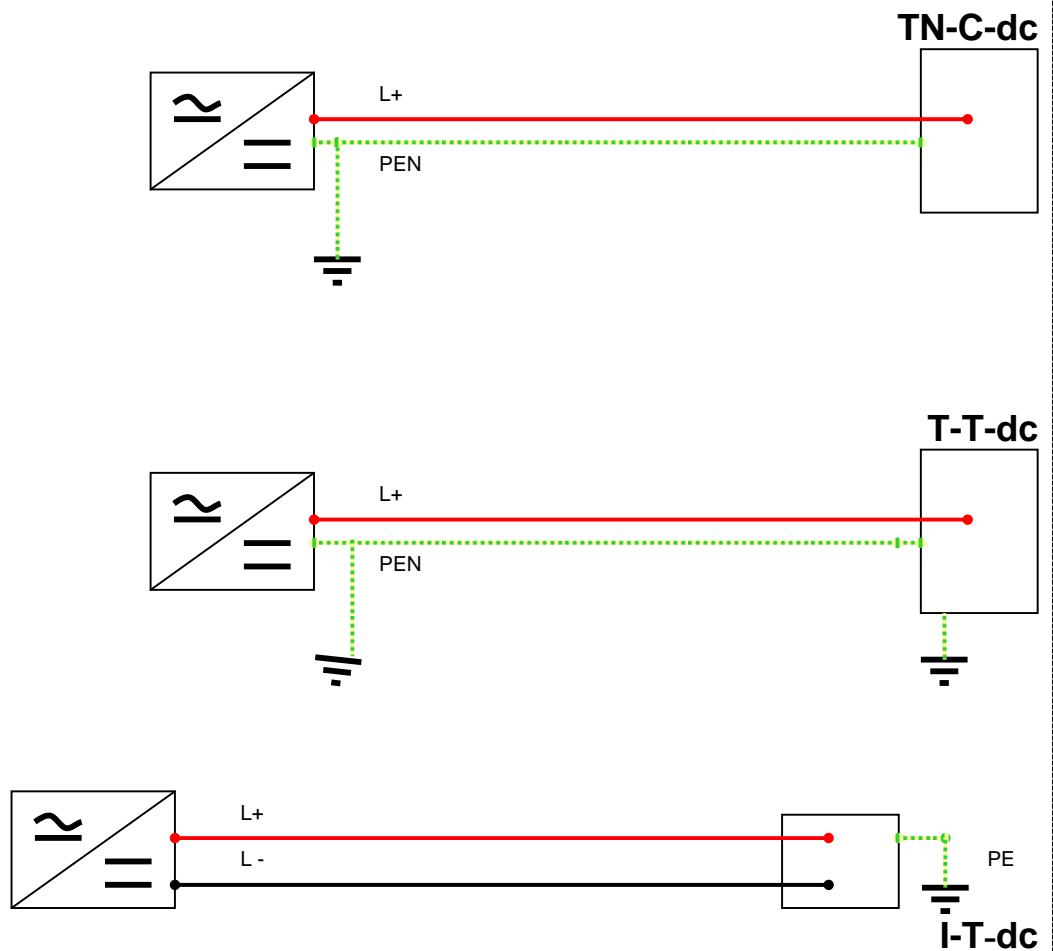 TN-C-dc
L+
PEN
T-T-dc
L+
PEN
L+
L -
PE
I-T-dc